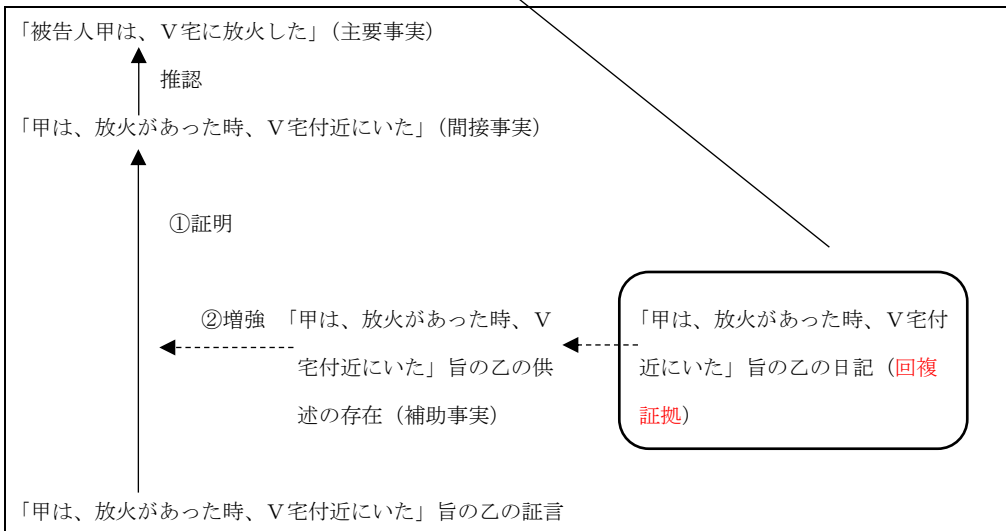 「被告人甲は、Ⅴ宅に放火した」（主要事実）
推認
「甲は、放火があった時、Ⅴ宅付近にいた」（間接事実）
①証明
②増強 「甲は、放火があった時、Ⅴ
宅付近にいた」旨の乙の供
述の存在（補助事実）
「甲は、放火があった時、Ⅴ宅付
近にいた」旨の乙の日記（回複
証拠）
「甲は、放火があった時、Ⅴ宅付近にいた」旨の乙の証言